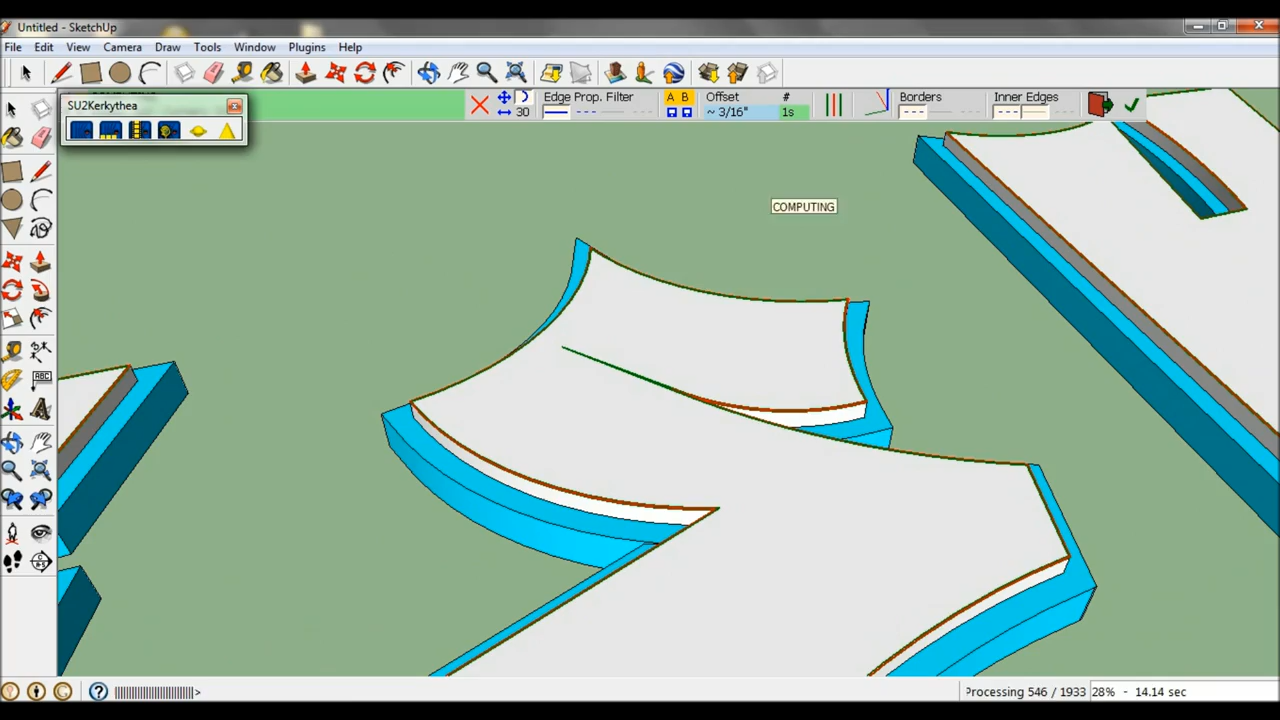 Untitled - SketchUp
File Edit View Camera Draw Tools Window Plugins Help
SU2Kerkythea
Edge Prop. Filter A B Offset # Borders Inner Edges
30 ~ 3/16" 1s
COMPUTING
ABC
||||||||||||||||||||||||||> Processing 546 / 1933 28% - 14.14 sec